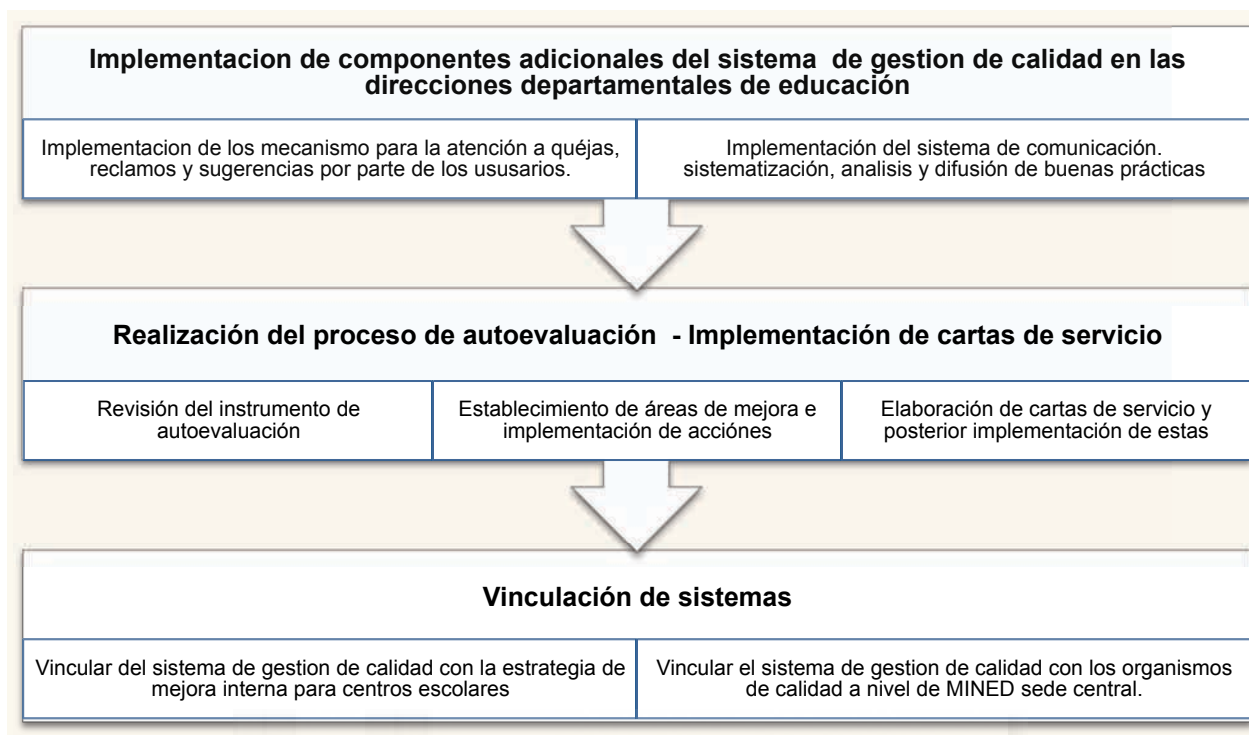 Implementacion de componentes adicionales del sistema de gestion de calidad en las
direcciones departamentales de educación
Implementacion de los mecanismo para la atención a quéjas,
reclamos y sugerencias por parte de los ususarios.
Implementación del sistema de comunicación.
sistematización, analisis y difusión de buenas prácticas
Realización del proceso de autoevaluación - Implementación de cartas de servicio
Revisión del instrumento de
autoevaluación
Establecimiento de áreas de mejora e
implementación de acciónes
Elaboración de cartas de servicio y
posterior implementación de estas
Vinculación de sistemas
Vincular del sistema de gestion de calidad con la estrategia de
mejora interna para centros escolares
Vincular el sistema de gestion de calidad con los organismos
de calidad a nivel de MINED sede central.